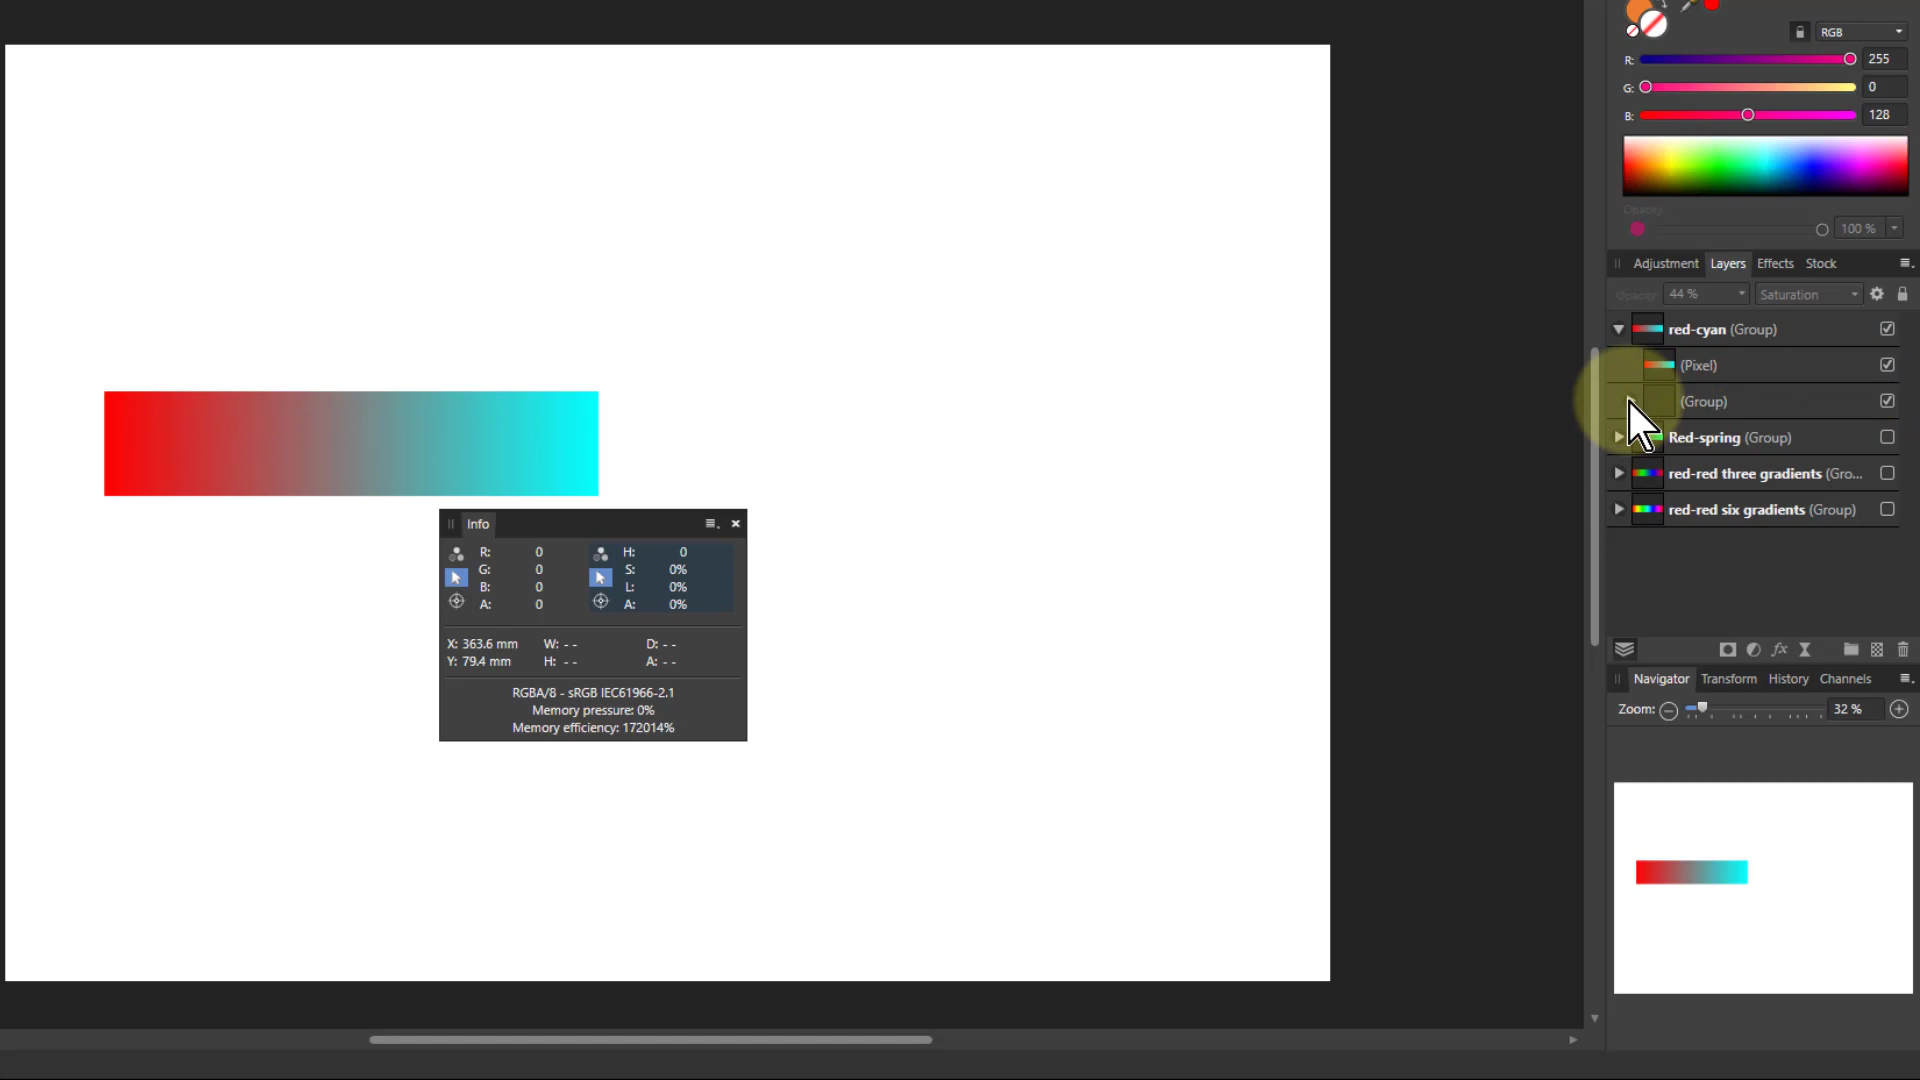 RGB
R: 255
G: 0
B: 128
Opacity
100 %
Adjustment Layers Effects Stock
Opacity: 44 % Saturation
red-cyan (Group)
(Pixel)
(Group)
Red-spring (Group)
red-red three gradients (Gro...
red-red six gradients (Group)
Info
R: 0 H: 0
G: 0 S: 0%
B: 0 L: 0%
A: 0 A: 0%
X: 363.6 mm W: - - D: - -
Y: 79.4 mm H: - - A: - -
RGBA/8 - sRGB IEC61966-2.1
Memory pressure: 0%
Memory efficiency: 172014%
fx
Navigator Transform History Channels
Zoom: 32 %